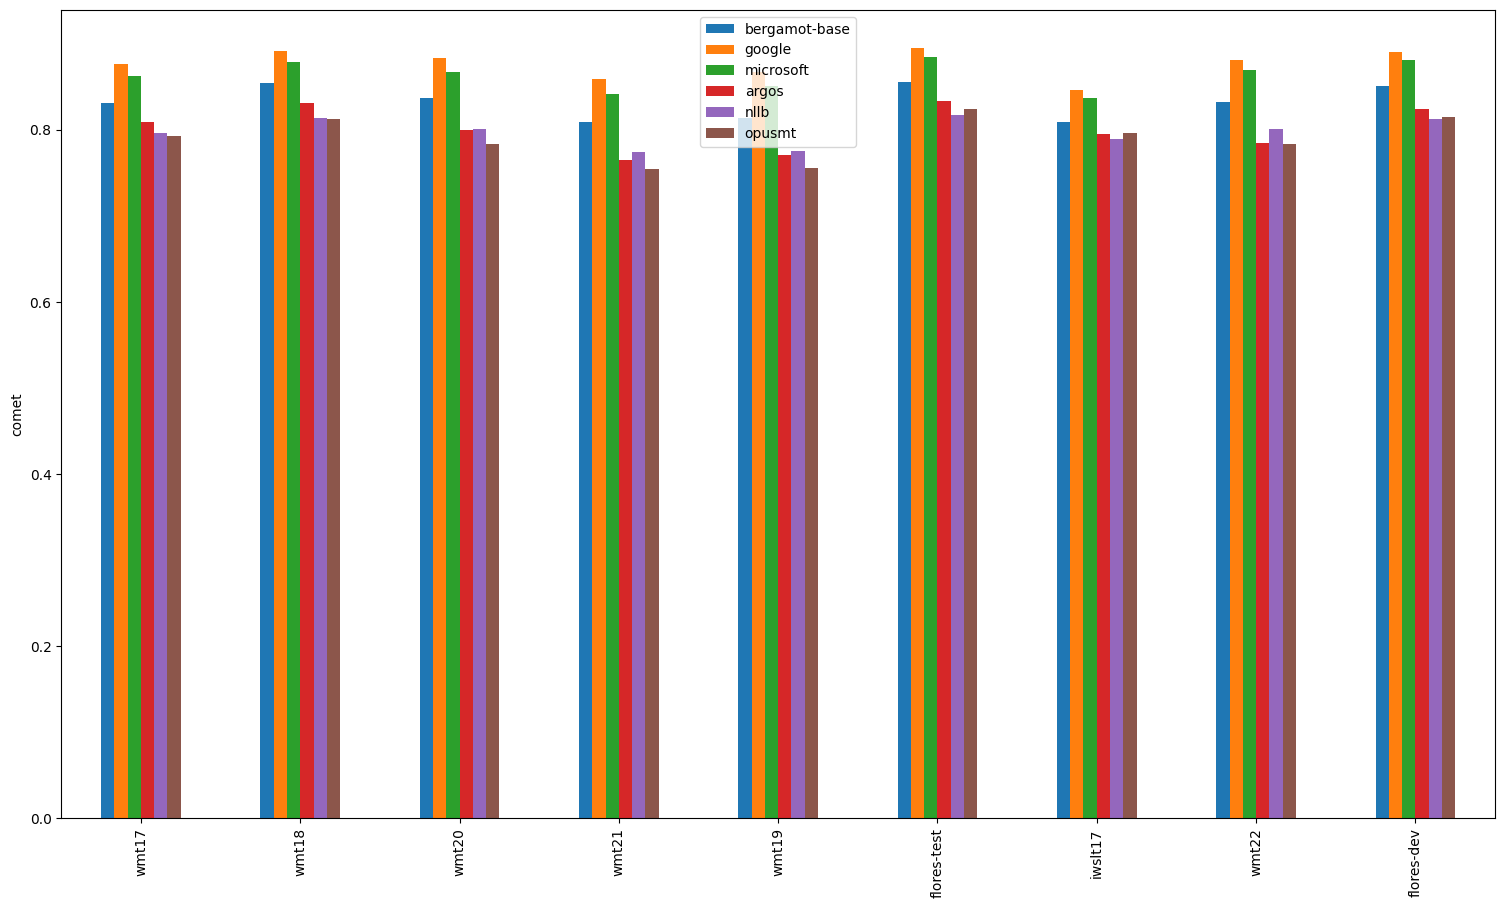 bergamot-base
google
microsoft
argos
nllb
opusmt
comet
0.8
0.6
0.4
0.2
0.0
wmt17
wmt18
wmt20
wmt21
wmt19
flores-test
iwslt17
wmt22
flores-dev